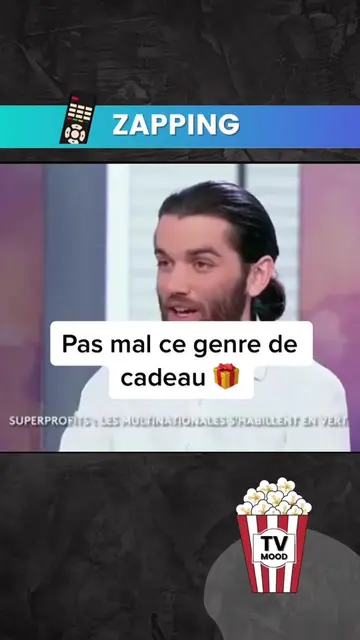 ZAPPING
Pas mal ce genre de
cadeau 🎁
SUPERPROFITS : LES MULTINATIONALES S'HABILLENT EN VERT
TV
MOOD